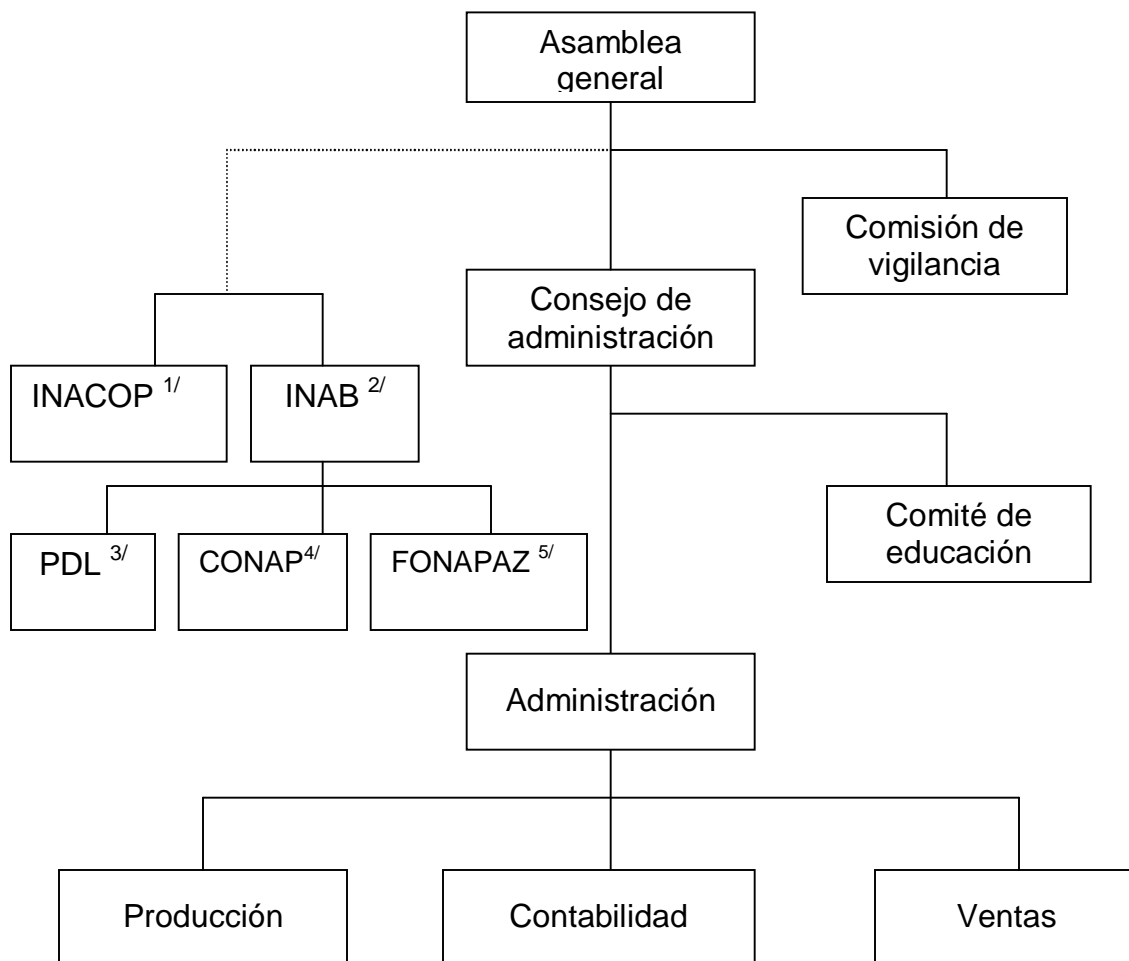 Asamblea
general
Comisión de
vigilancia
Consejo de
administración
INACOP 1/
INAB 2/
Comité de
educación
PDL 3/
CONAP4/
FONAPAZ 5/
Administración
Producción
Contabilidad
Ventas